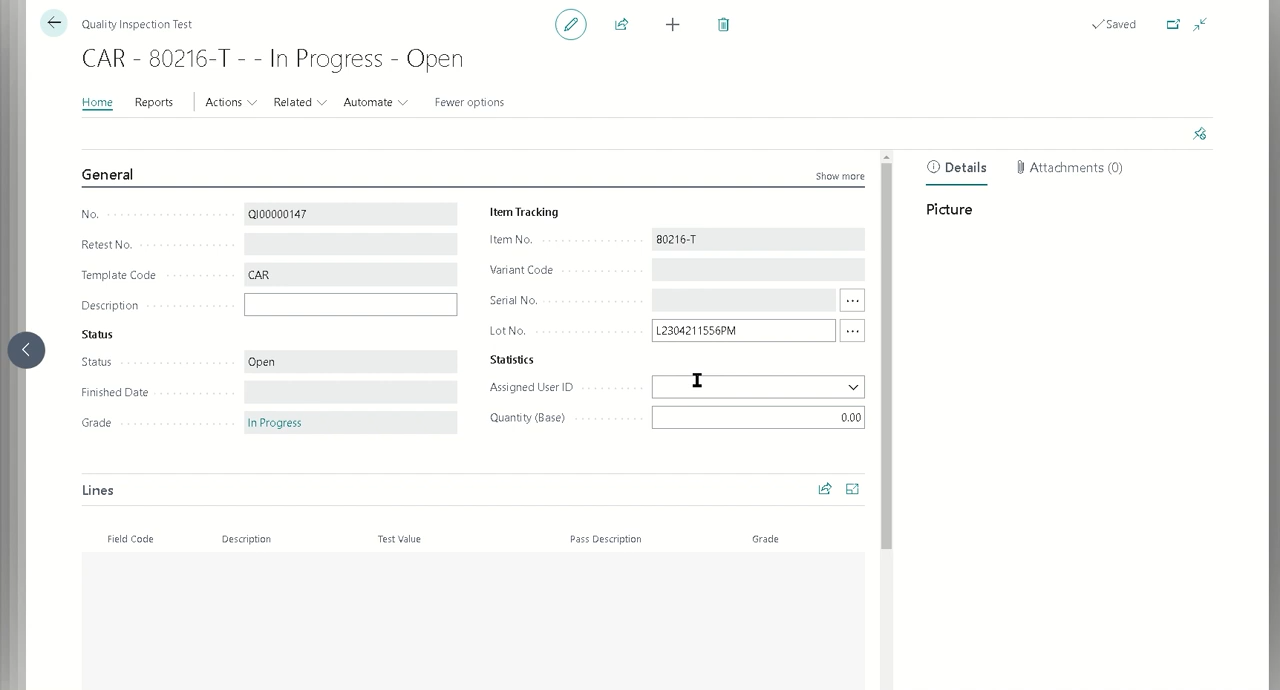 Quality Inspection Test
Saved
CAR - 80216-T - - In Progress - Open
Home Reports Actions Related Automate Fewer options
General Show more
No. QI00000147
Retest No.
Template Code CAR
Description
Status
Status Open
Finished Date
Grade In Progress
Item Tracking
Item No. 80216-T
Variant Code
Serial No.
Lot No. L2304211556PM
Statistics
Assigned User ID
Quantity (Base) 0.00
Lines
Field Code Description Test Value Pass Description Grade
Details Attachments (0)
Picture